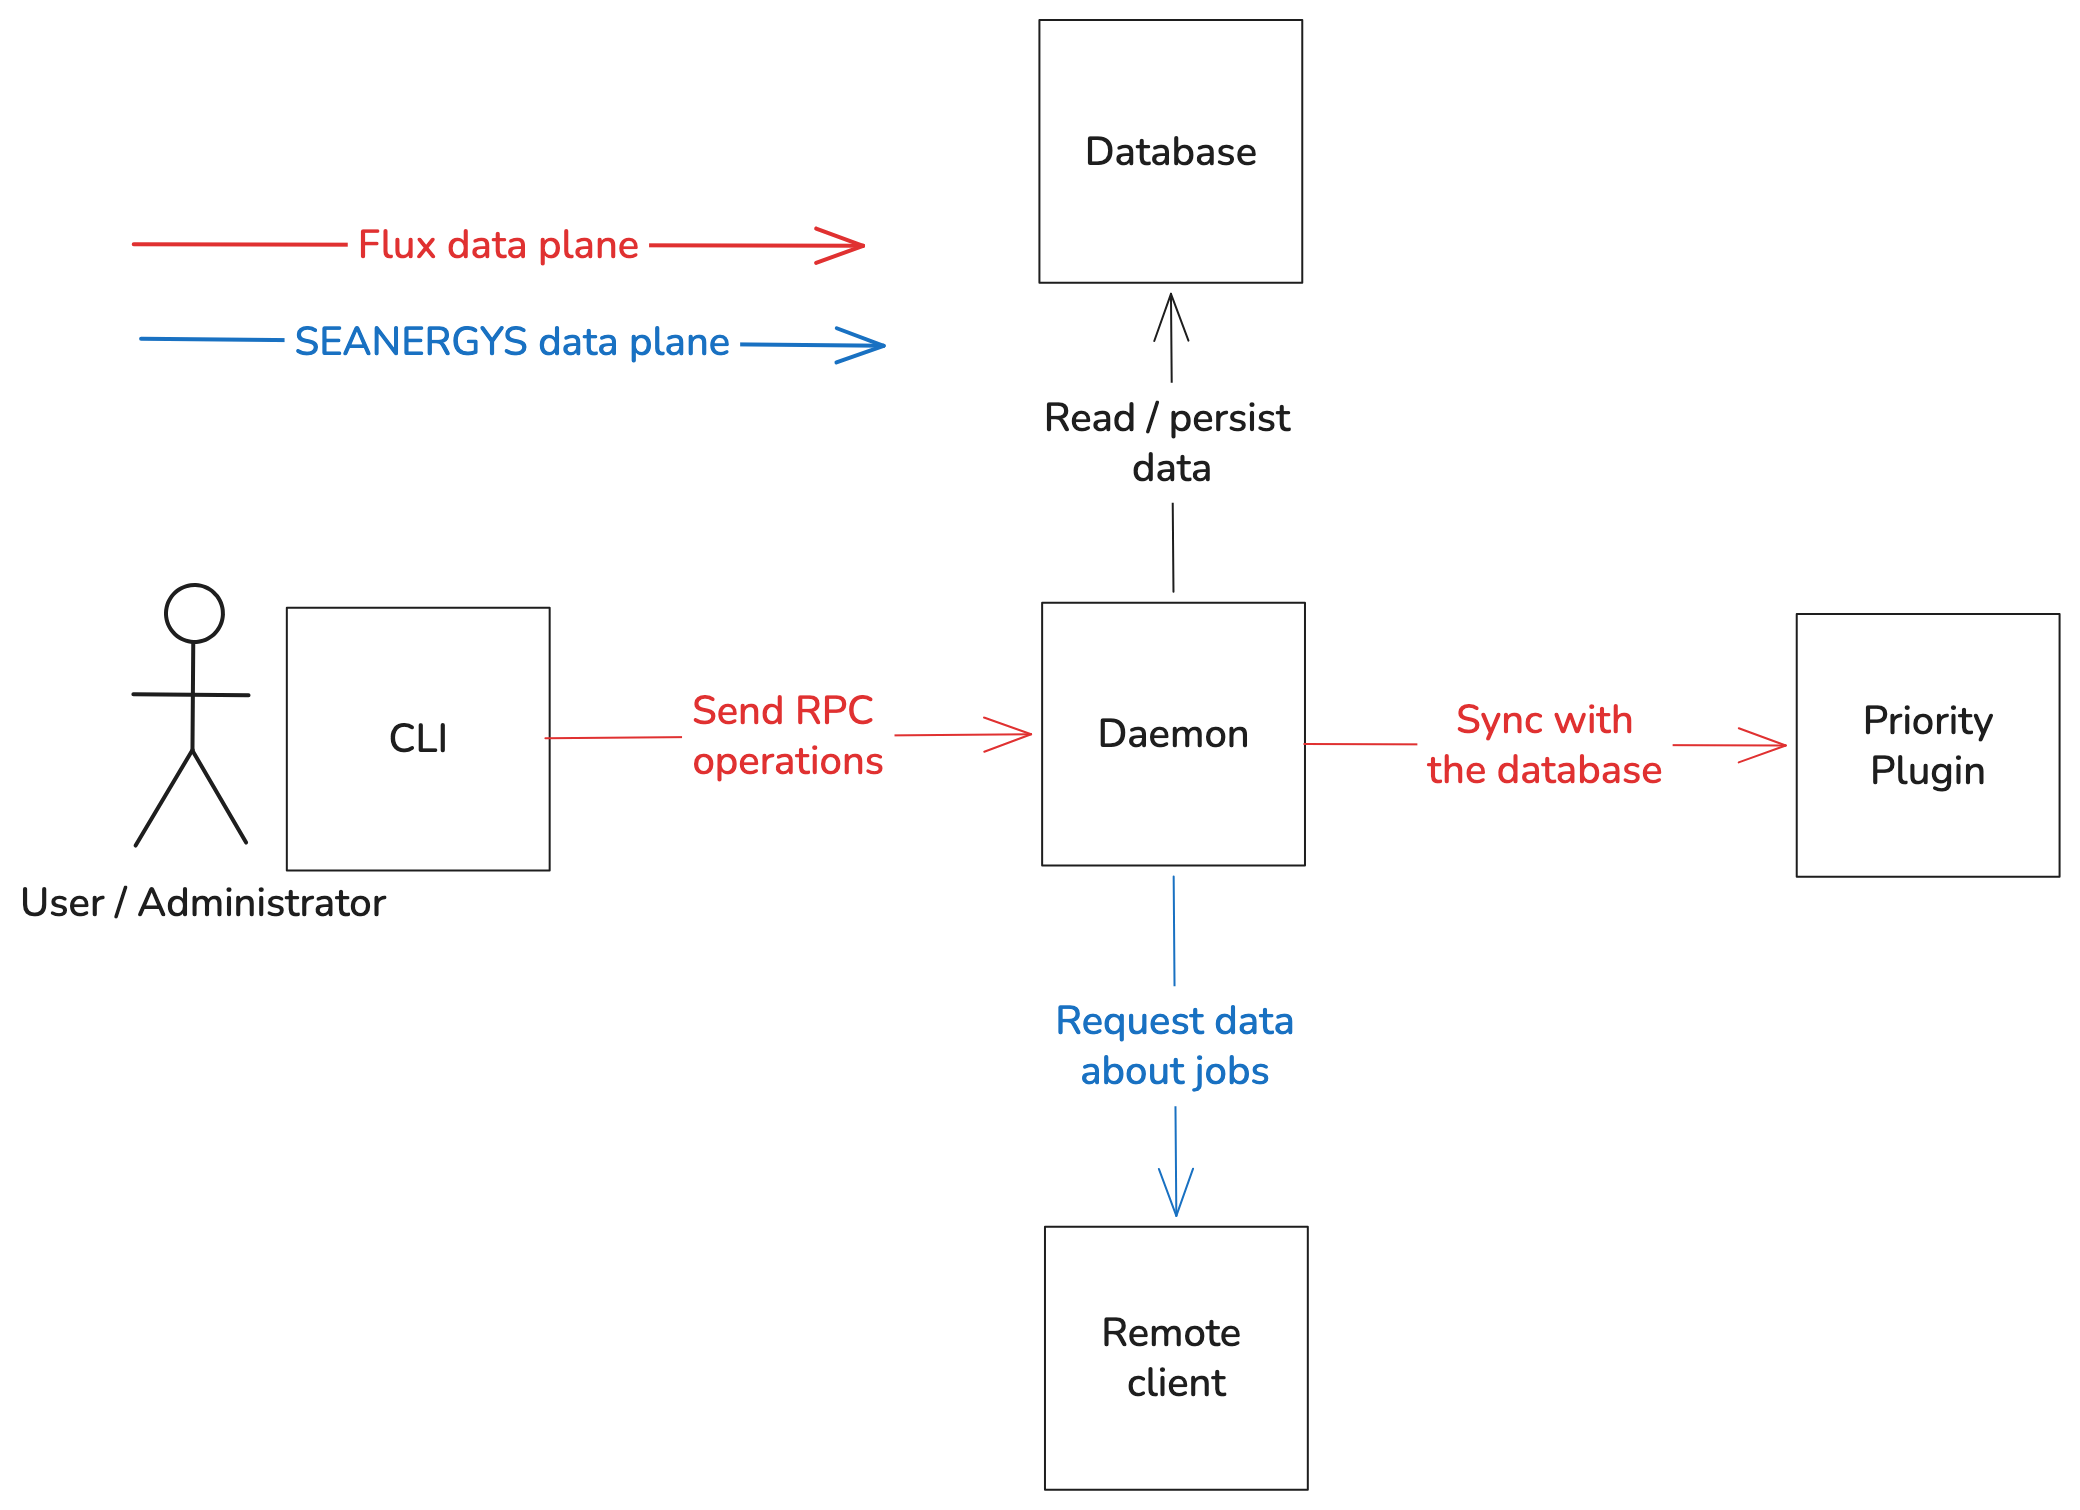 Database
Flux data plane
SEANERGYS data plane
Read / persist
data
CLI
User / Administrator
Send RPC
operations
Daemon
Sync with
the database
Priority
Plugin
Request data
about jobs
Remote
client